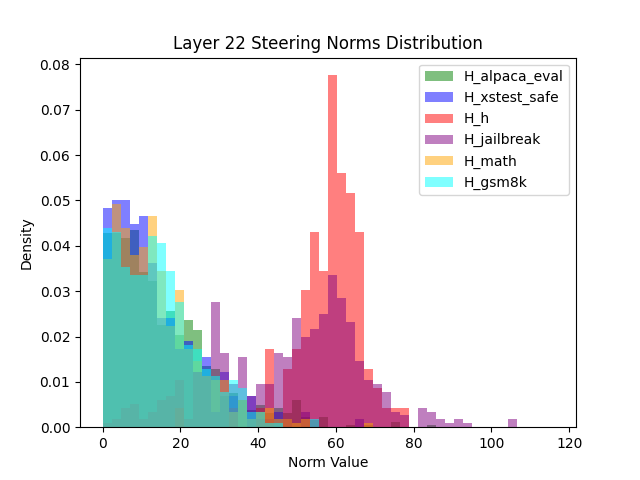 Layer 22 Steering Norms Distribution
0.08
0.07
0.06
0.05
0.04
0.03
0.02
0.01
0.00
Density
H_alpaca_eval
H_xstest_safe
H_h
H_jailbreak
H_math
H_gsm8k
0 20 40 60 80 100 120
Norm Value